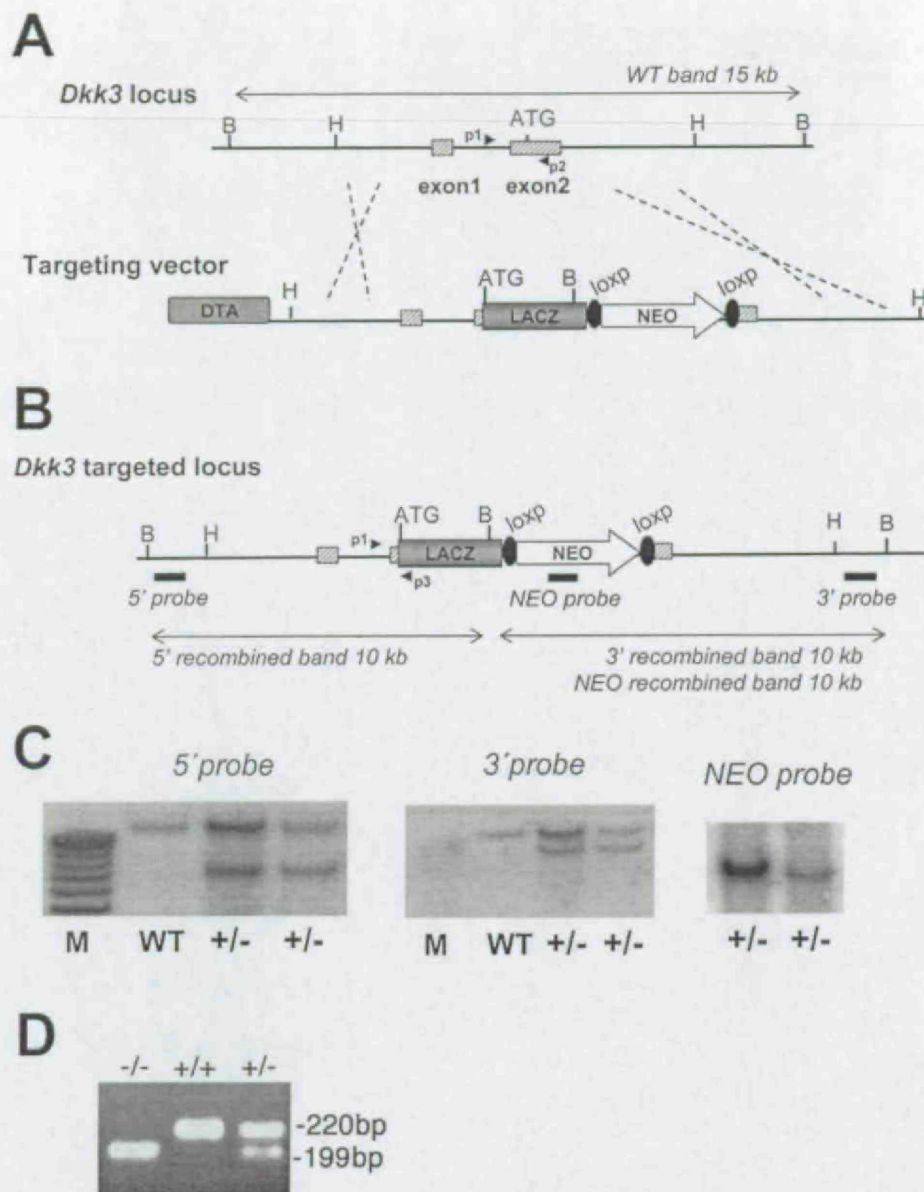 A
WT band 15 kb
Dkk3 locus
B H p1 ATG H B
p2
exon1 exon2
Targeting vector
H ATG B loxp loxp H
DTA LACZ NEO
B
Dkk3 targeted locus
B H p1 ATG B loxp loxp H B
LACZ NEO
p3
5' probe NEO probe 3' probe
5' recombined band 10 kb 3' recombined band 10 kb
NEO recombined band 10 kb
C
5´probe 3´probe NEO probe
M WT +/- +/- M WT +/- +/- +/- +/-
D
-/- +/+ +/-
-220bp
-199bp